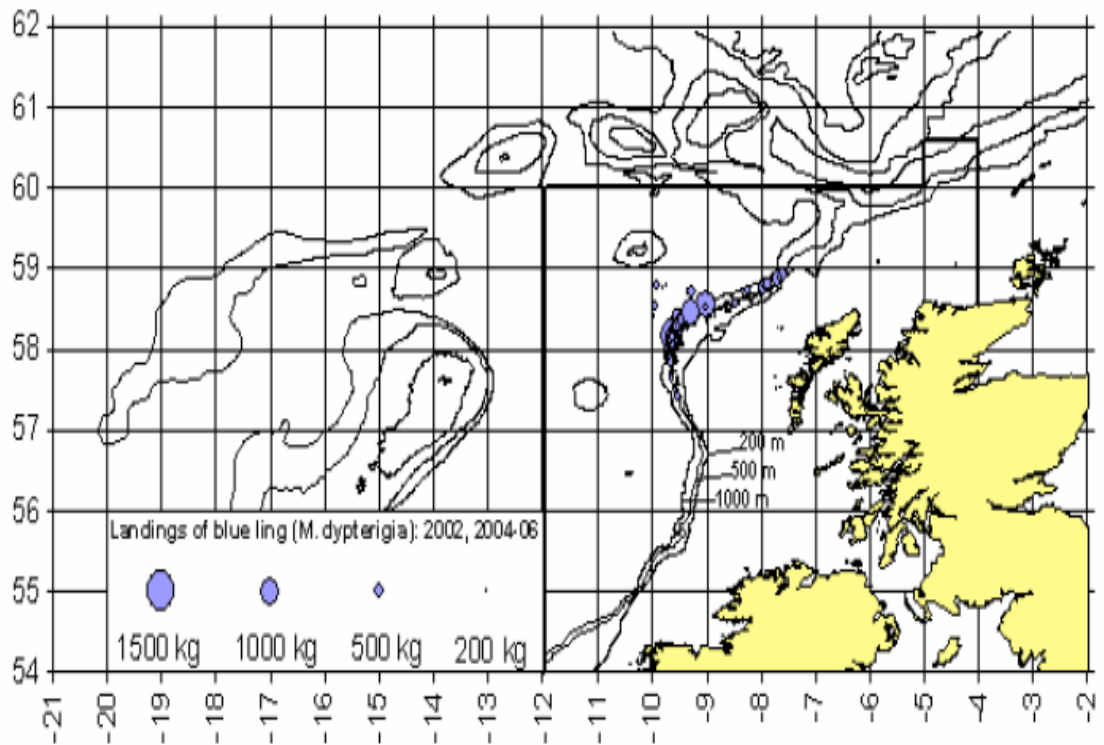 62
61
60
59
58
57
56
55
54
200 m
500 m
1000 m
Landings of blue ling (M. dypterigia): 2002, 2004-06
1500 kg 1000 kg 500 kg 200 kg
-21 -20 -19 -18 -17 -16 -15 -14 -13 -12 -11 -10 -9 -8 -7 -6 -5 -4 -3 -2